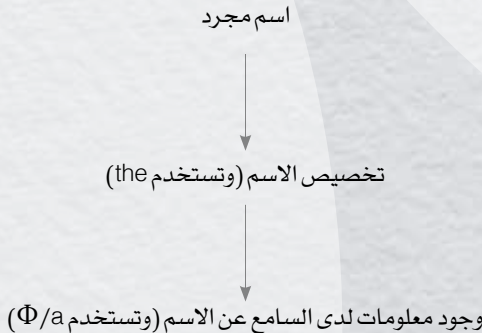 اسم مجرد
تخصيص الاسم (وتستخدم the)
وجود معلومات لدى السامع عن الاسم (وتستخدم Φ/a)